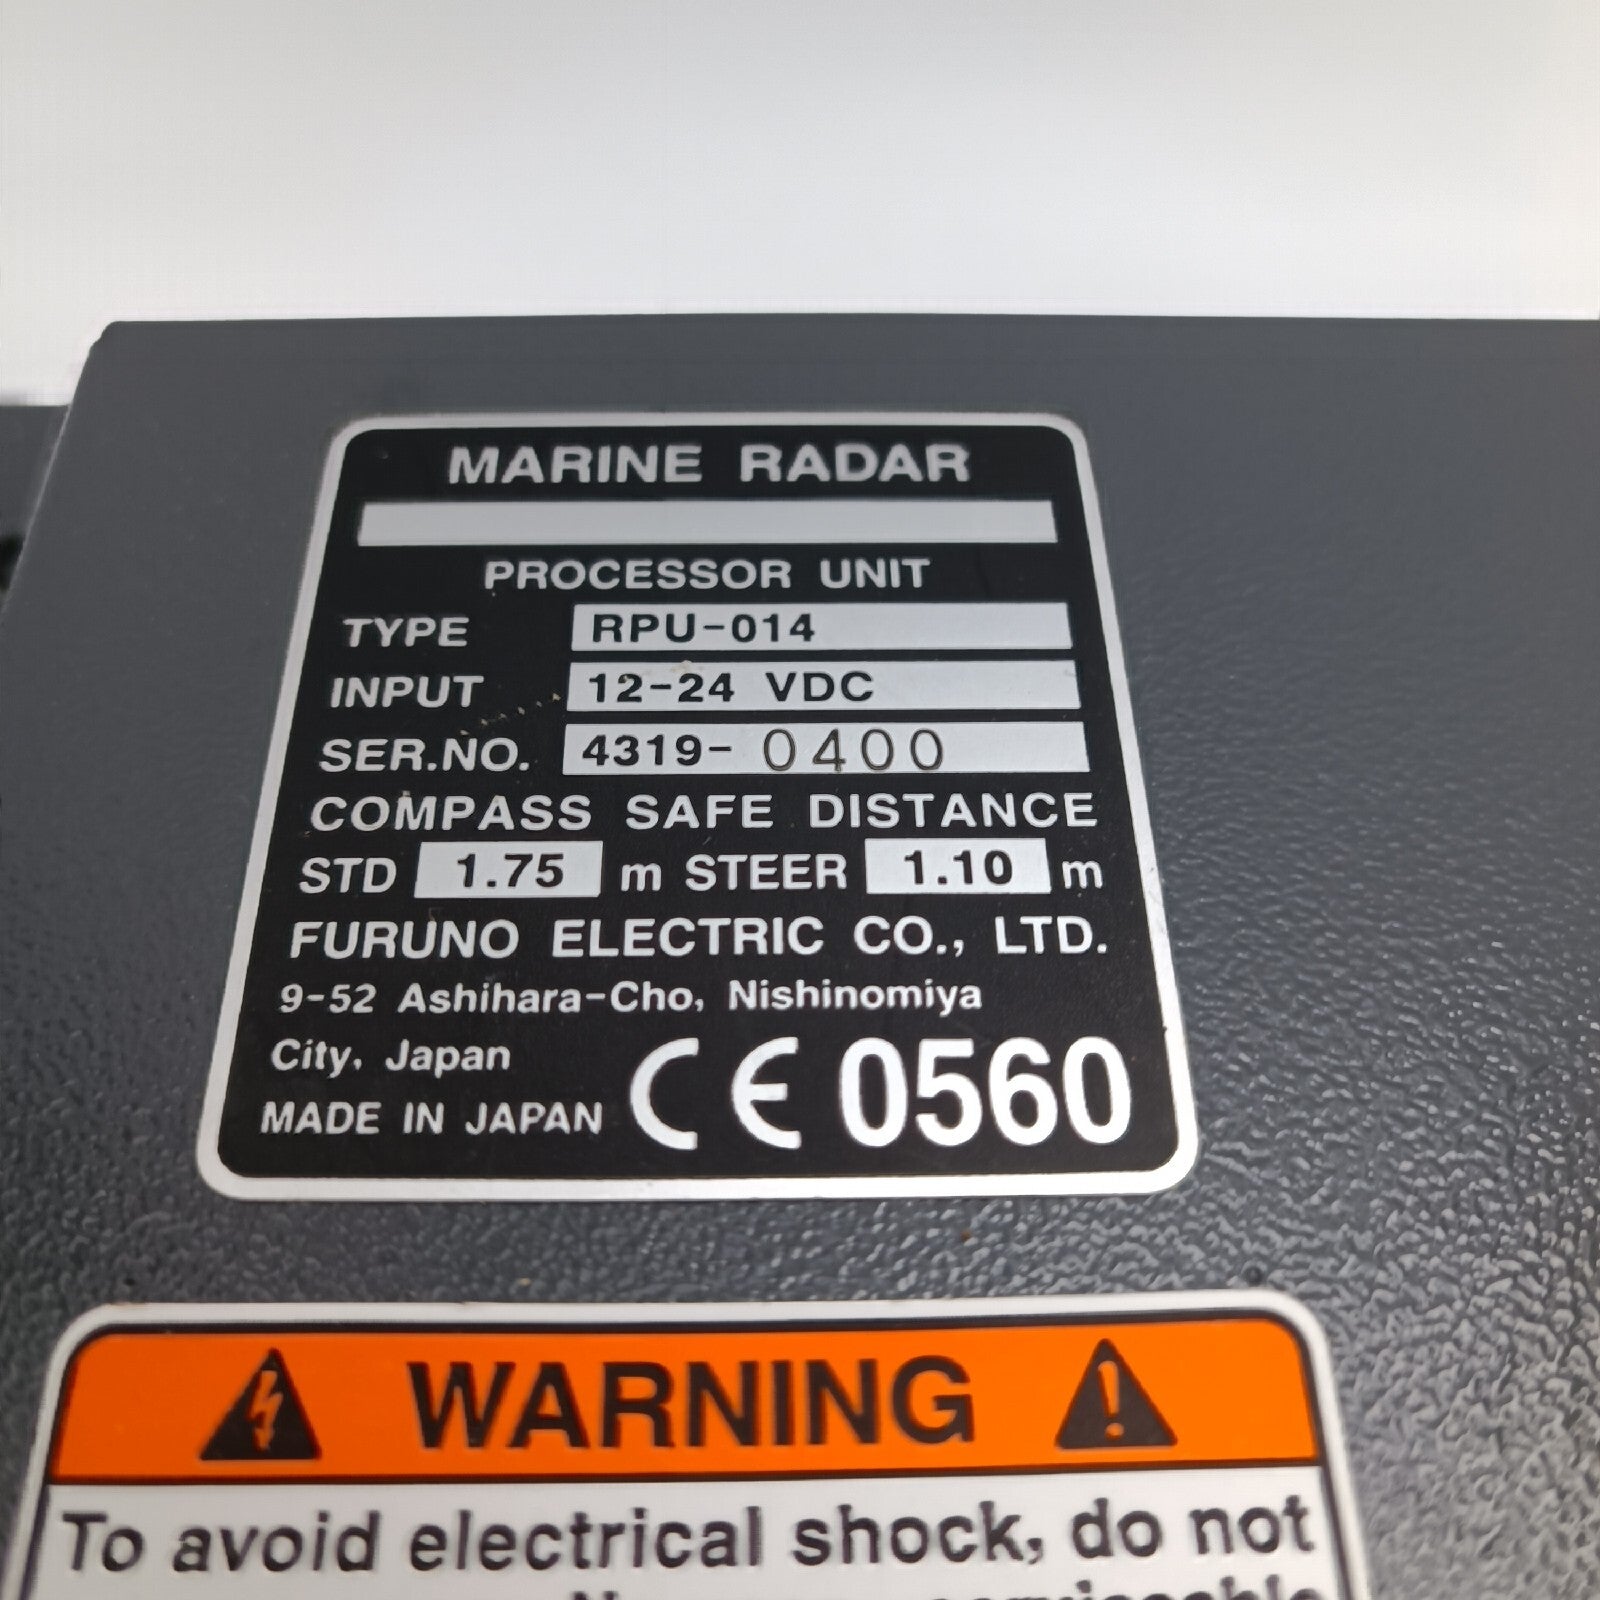 MARINE RADAR
PROCESSOR UNIT
TYPE RPU-014
INPUT 12-24 VDC
SER.NO. 4319- 0400
COMPASS SAFE DISTANCE
STD 1.75 m STEER 1.10 m
FURUNO ELECTRIC CO., LTD.
9-52 Ashihara-Cho, Nishinomiya
City, Japan
MADE IN JAPAN CE 0560
WARNING
To avoid electrical shock, do not